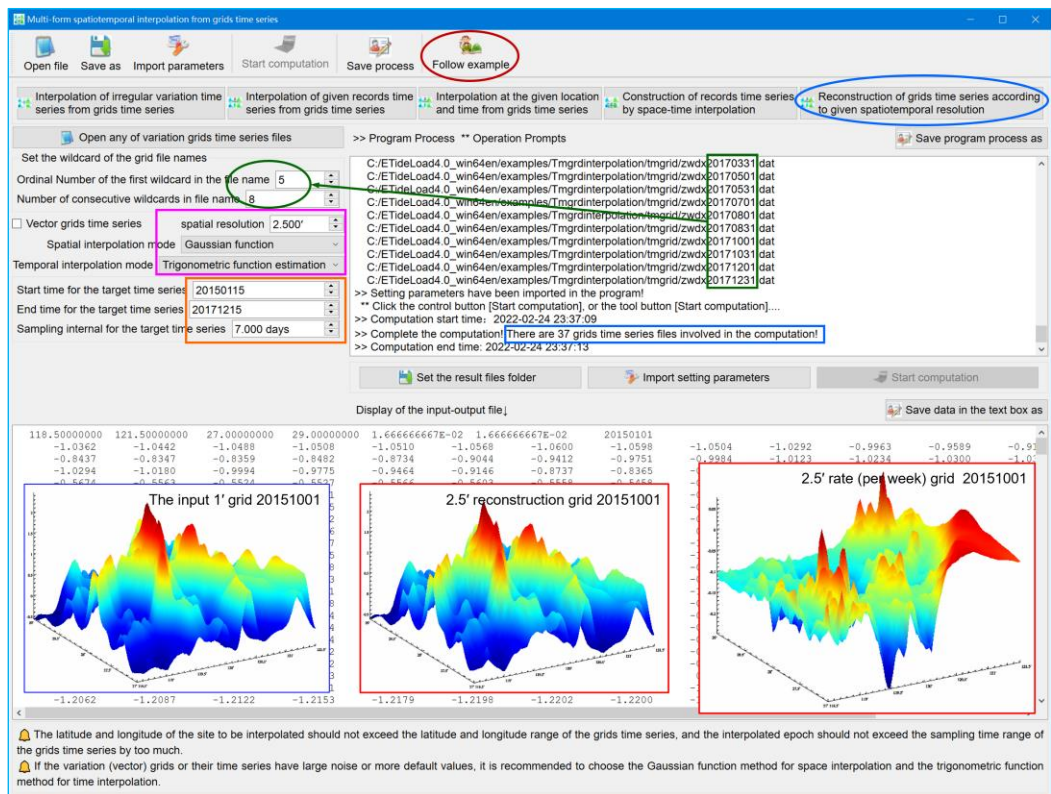 Multi-form spatiotemporal interpolation from grids time series
Open file Save as Import parameters Start computation Save process Follow example
Interpolation of irregular variation time series from grids time series
Interpolation of given records time series from grids time series
Interpolation at the given location and time from grids time series
Construction of records time series by space-time interpolation
Reconstruction of grids time series according to given spatiotemporal resolution
Open any of variation grids time series files
>> Program Process ** Operation Prompts
Save program process as
Set the wildcard of the grid file names
Ordinal Number of the first wildcard in the file name 5
Number of consecutive wildcards in file name 8
Vector grids time series spatial resolution 2.500′
Spatial interpolation mode Gaussian function
Temporal interpolation mode Trigonometric function estimation
Start time for the target time series 20150115
End time for the target time series 20171215
Sampling internal for the target time series 7.000 days
C:/ETideLoad4.0_win64en/examples/Tmgrdinterpolation/tmgrid/zwdx20170331.dat
C:/ETideLoad4.0_win64en/examples/Tmgrdinterpolation/tmgrid/zwdx20170501.dat
C:/ETideLoad4.0_win64en/examples/Tmgrdinterpolation/tmgrid/zwdx20170531.dat
C:/ETideLoad4.0_win64en/examples/Tmgrdinterpolation/tmgrid/zwdx20170701.dat
C:/ETideLoad4.0_win64en/examples/Tmgrdinterpolation/tmgrid/zwdx20170801.dat
C:/ETideLoad4.0_win64en/examples/Tmgrdinterpolation/tmgrid/zwdx20170831.dat
C:/ETideLoad4.0_win64en/examples/Tmgrdinterpolation/tmgrid/zwdx20171001.dat
C:/ETideLoad4.0_win64en/examples/Tmgrdinterpolation/tmgrid/zwdx20171031.dat
C:/ETideLoad4.0_win64en/examples/Tmgrdinterpolation/tmgrid/zwdx20171201.dat
C:/ETideLoad4.0_win64en/examples/Tmgrdinterpolation/tmgrid/zwdx20171231.dat
>> Setting parameters have been imported in the program!
** Click the control button [Start computation], or the tool button [Start computation]....
>> Computation start time: 2022-02-24 23:37:09
>> Complete the computation! There are 37 grids time series files involved in the computation!
>> Computation end time: 2022-02-24 23:37:13
Set the result files folder Import setting parameters Start computation
Display of the input-output file↓ Save data in the text box as
118.50000000 121.50000000 27.00000000 29.00000000 1.666666667E-02 1.666666667E-02 20150101
-1.0362 -1.0442 -1.0488 -1.0508 -1.0510 -1.0568 -1.0600 -1.0598 -1.0504 -1.0292 -0.9963 -0.9589
-0.8437 -0.8347 -0.8359 -0.8482 -0.8734 -0.9044 -0.9412 -0.9751 -0.9984 -1.0123 -1.0234 -1.0300
-1.0294 -1.0180 -0.9994 -0.9775 -0.9464 -0.9146 -0.8737 -0.8365
The input 1′ grid 20151001
2.5′ reconstruction grid 20151001
2.5′ rate (per week) grid 20151001
-1.2062 -1.2087 -1.2122 -1.2153 -1.2179 -1.2198 -1.2202 -1.2200
The latitude and longitude of the site to be interpolated should not exceed the latitude and longitude range of the grids time series, and the interpolated epoch should not exceed the sampling time range of
the grids time series by too much.
If the variation (vector) grids or their time series have large noise or more default values, it is recommended to choose the Gaussian function method for space interpolation and the trigonometric function
method for time interpolation.